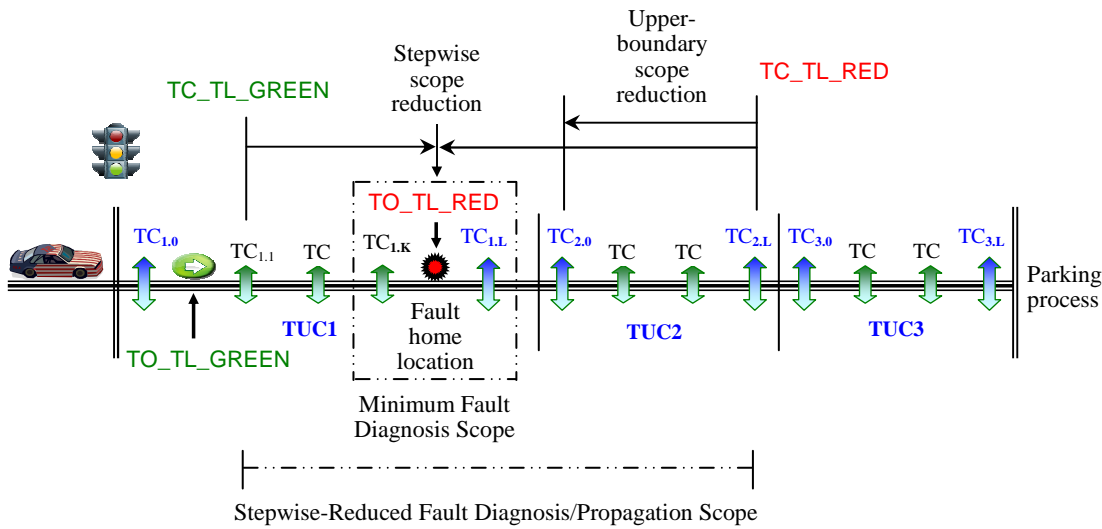 Upper-
boundary
scope
reduction
Stepwise
scope
reduction
TC_TL_GREEN
TC_TL_RED
TO_TL_RED
TC1.0
TC1.1
TC
TC1.K
TC1.L
TC2.0
TC
TC
TC2.L
TC3.0
TC
TC
TC3.L
Parking
process
TUC1
Fault
home
location
TUC2
TUC3
TO_TL_GREEN
Minimum Fault
Diagnosis Scope
Stepwise-Reduced Fault Diagnosis/Propagation Scope